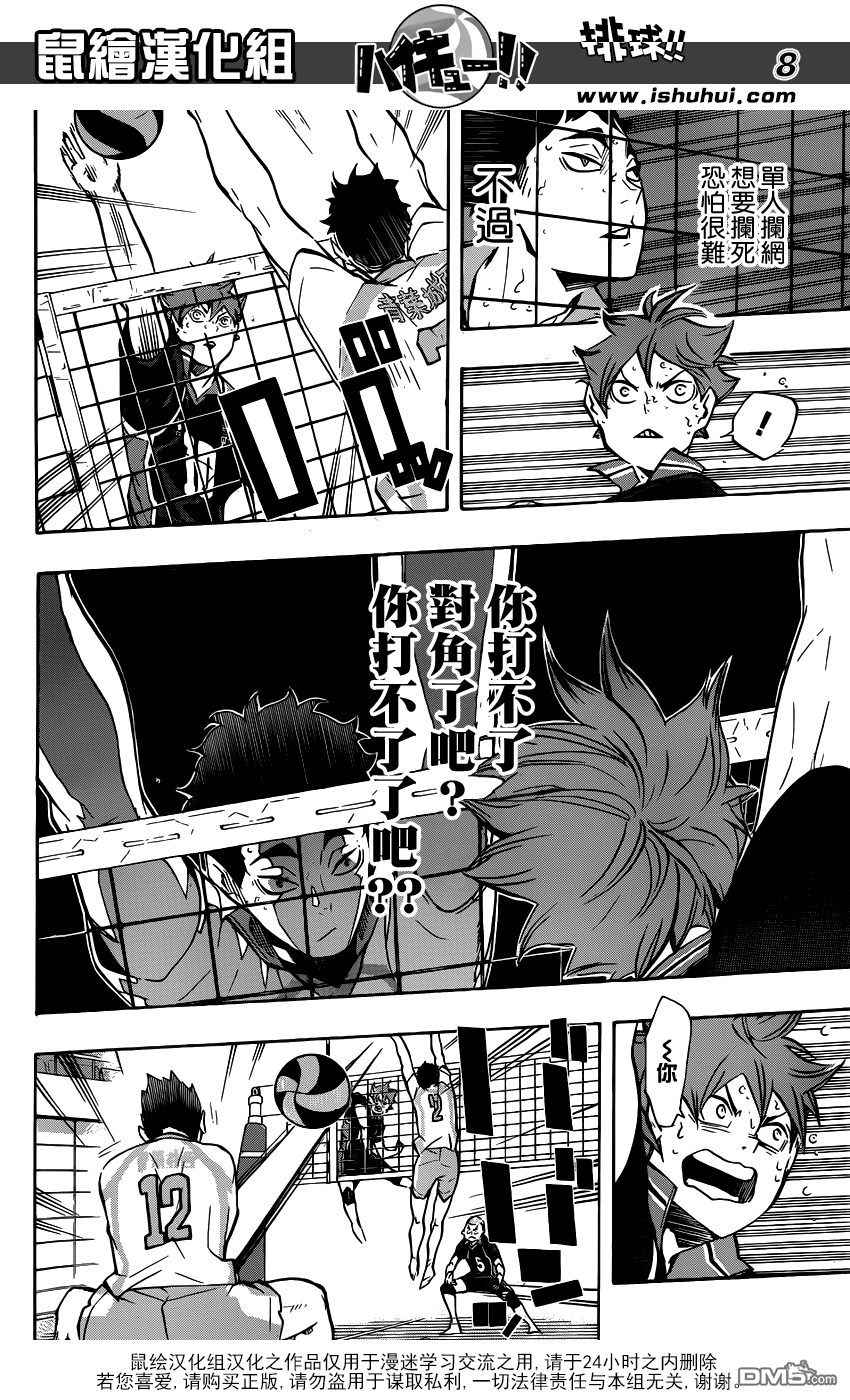 鼠繪漢化組
ハイキュー!!
排球!!
8
www.ishuhui.com
單人攔網
想要攔死
恐怕很難
不過
青葉城西
!
你打不了
對角了吧?
你打不了了吧??
~你
12
2
5
鼠绘汉化组汉化之作品仅用于漫迷学习交流之用,请于24小时之内删除
若您喜爱,请购买正版,请勿用于谋取私利,一切法律责任与本组无关,谢谢.
DM5.com